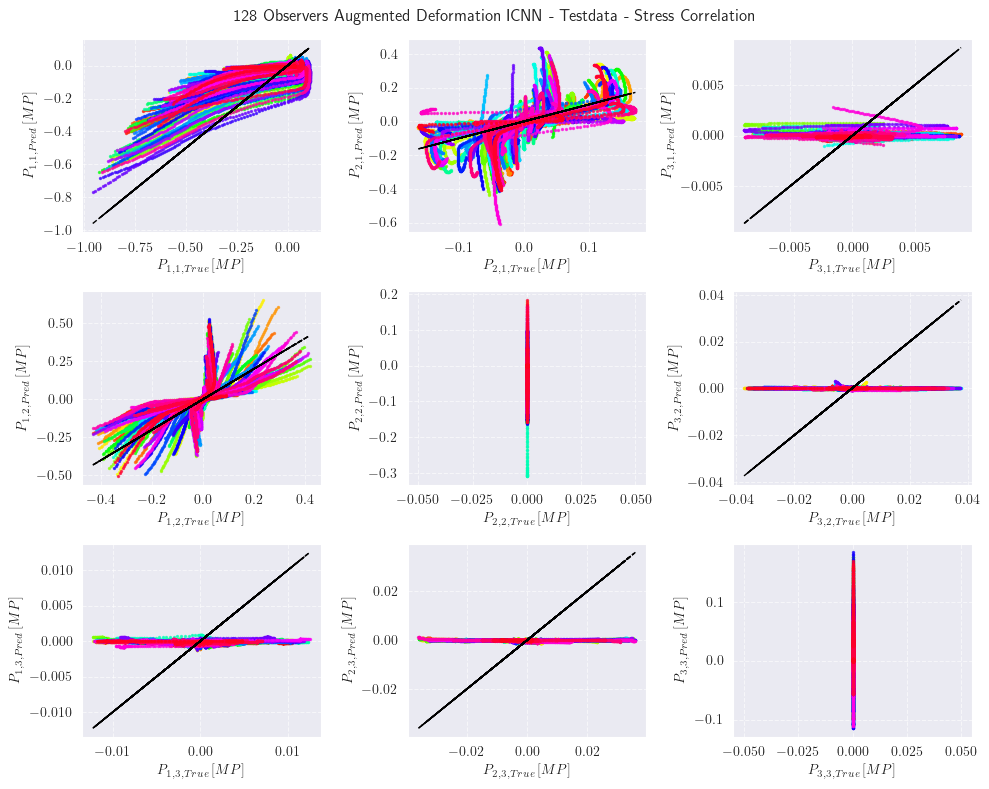 128 Observers Augmented Deformation ICNN - Testdata - Stress Correlation
P1,1,Pred [MP]
0.0
−0.2
−0.4
−0.6
−0.8
−1.0
−1.00 −0.75 −0.50 −0.25 0.00
P1,1,True[MP]
P2,1,Pred [MP]
0.4
0.2
0.0
−0.2
−0.4
−0.6
−0.1 0.0 0.1
P2,1,True[MP]
P3,1,Pred [MP]
0.005
0.000
−0.005
−0.005 0.000 0.005
P3,1,True[MP]
P1,2,Pred [MP]
0.50
0.25
0.00
−0.25
−0.50
−0.4 −0.2 0.0 0.2 0.4
P1,2,True[MP]
P2,2,Pred [MP]
0.2
0.1
0.0
−0.1
−0.2
−0.3
−0.050 −0.025 0.000 0.025 0.050
P2,2,True[MP]
P3,2,Pred [MP]
0.04
0.02
0.00
−0.02
−0.04
−0.04 −0.02 0.00 0.02 0.04
P3,2,True[MP]
P1,3,Pred [MP]
0.010
0.005
0.000
−0.005
−0.010
−0.01 0.00 0.01
P1,3,True[MP]
P2,3,Pred [MP]
0.02
0.00
−0.02
−0.02 0.00 0.02
P2,3,True[MP]
P3,3,Pred [MP]
0.1
0.0
−0.1
−0.050 −0.025 0.000 0.025 0.050
P3,3,True[MP]